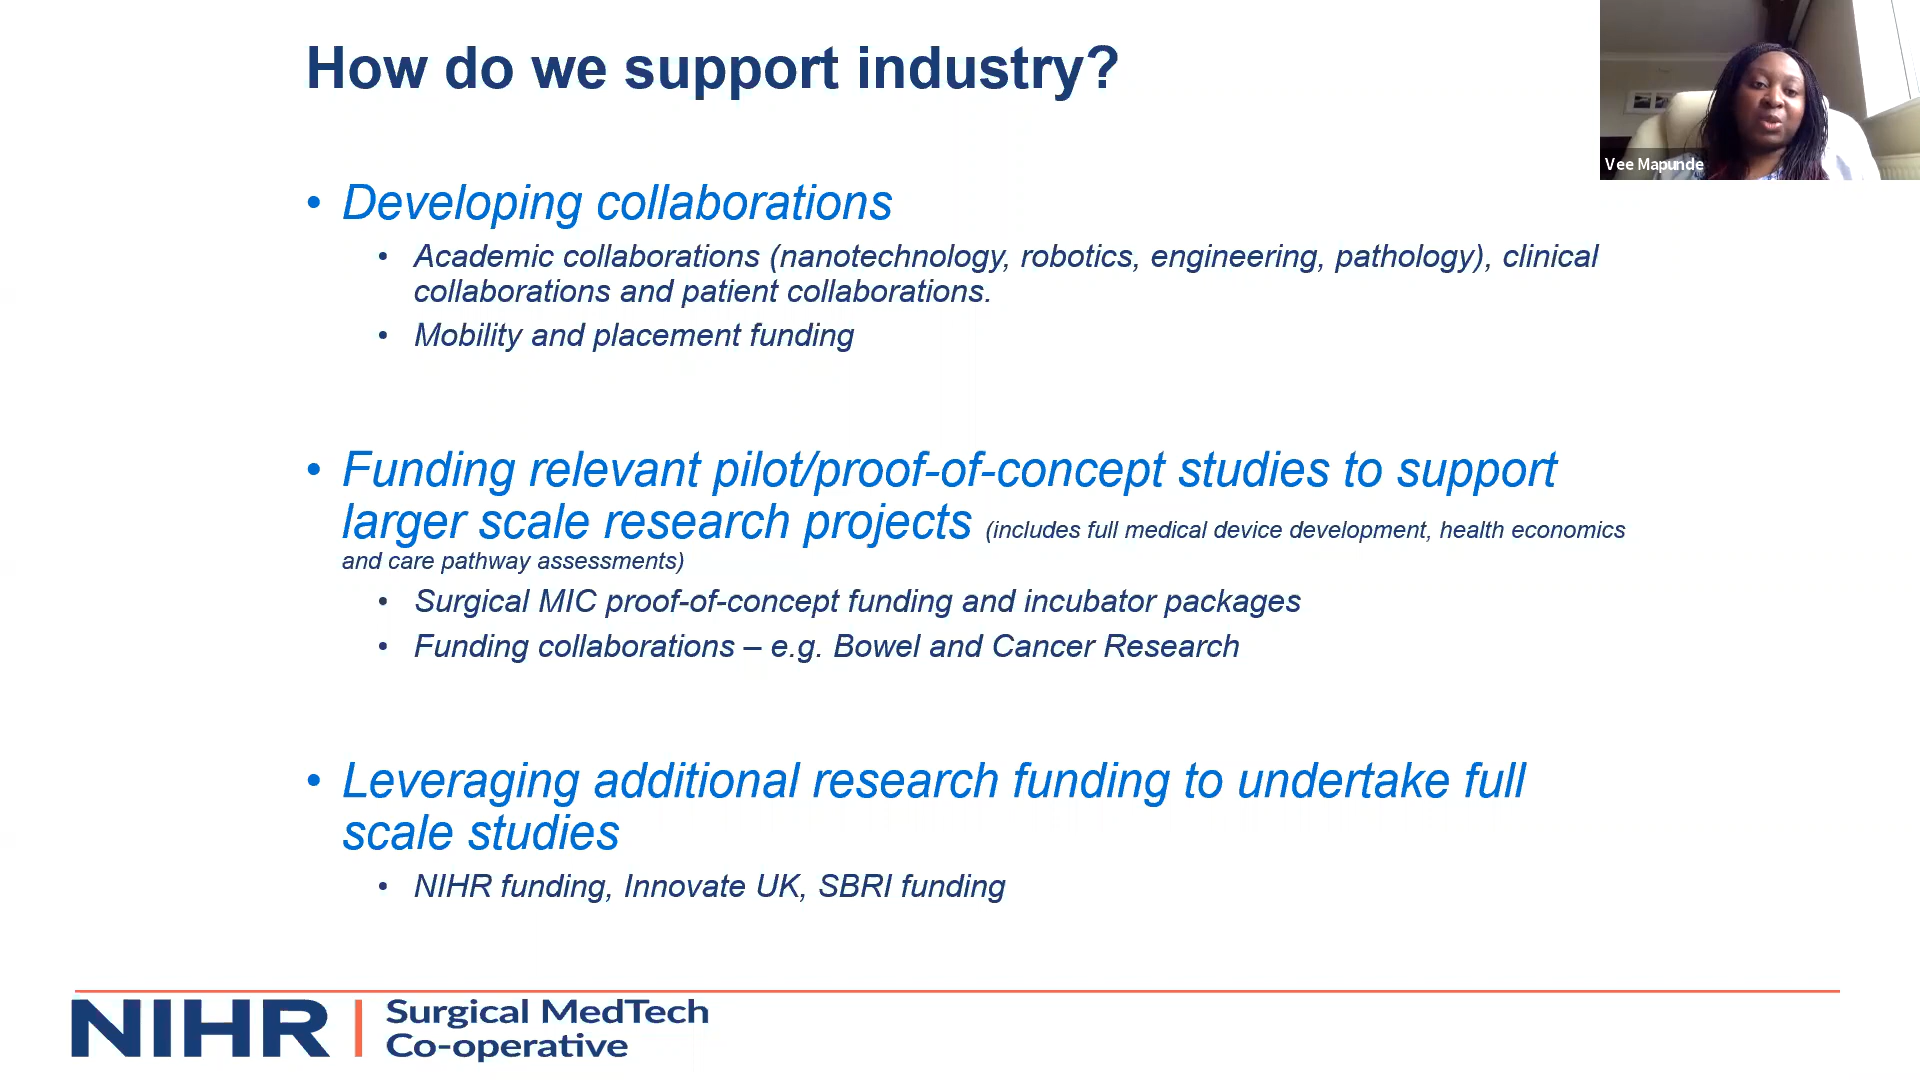 How do we support industry?
Vee Mapunde
• Developing collaborations
• Academic collaborations (nanotechnology, robotics, engineering, pathology), clinical
collaborations and patient collaborations.
• Mobility and placement funding
• Funding relevant pilot/proof-of-concept studies to support
larger scale research projects (includes full medical device development, health economics
and care pathway assessments)
• Surgical MIC proof-of-concept funding and incubator packages
• Funding collaborations – e.g. Bowel and Cancer Research
• Leveraging additional research funding to undertake full
scale studies
• NIHR funding, Innovate UK, SBRI funding
NIHR | Surgical MedTech
Co-operative